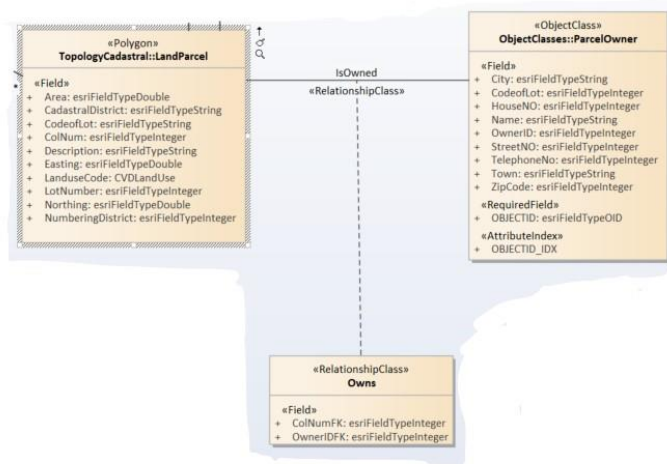 «Polygon»
TopologyCadastral::LandParcel
«Field»
+ Area: esriFieldTypeDouble
+ CadastralDistrict: esriFieldTypeString
+ CodeofLot: esriFieldTypeString
+ ColNum: esriFieldTypeInteger
+ Description: esriFieldTypeString
+ Easting: esriFieldTypeDouble
+ LanduseCode: CVDLandUse
+ LotNumber: esriFieldTypeInteger
+ Northing: esriFieldTypeDouble
+ NumberingDistrict: esriFieldTypeInteger
IsOwned
«RelationshipClass»
«ObjectClass»
ObjectClasses::ParcelOwner
«Field»
+ City: esriFieldTypeString
+ CodeofLot: esriFieldTypeInteger
+ HouseNO: esriFieldTypeInteger
+ Name: esriFieldTypeString
+ OwnerID: esriFieldTypeInteger
+ StreetNO: esriFieldTypeInteger
+ TelephoneNo: esriFieldTypeInteger
+ Town: esriFieldTypeString
+ ZipCode: esriFieldTypeInteger
«RequiredField»
+ OBJECTID: esriFieldTypeOID
«AttributeIndex»
+ OBJECTID_IDX
«RelationshipClass»
Owns
«Field»
+ ColNumFK: esriFieldTypeInteger
+ OwnerIDFK: esriFieldTypeInteger